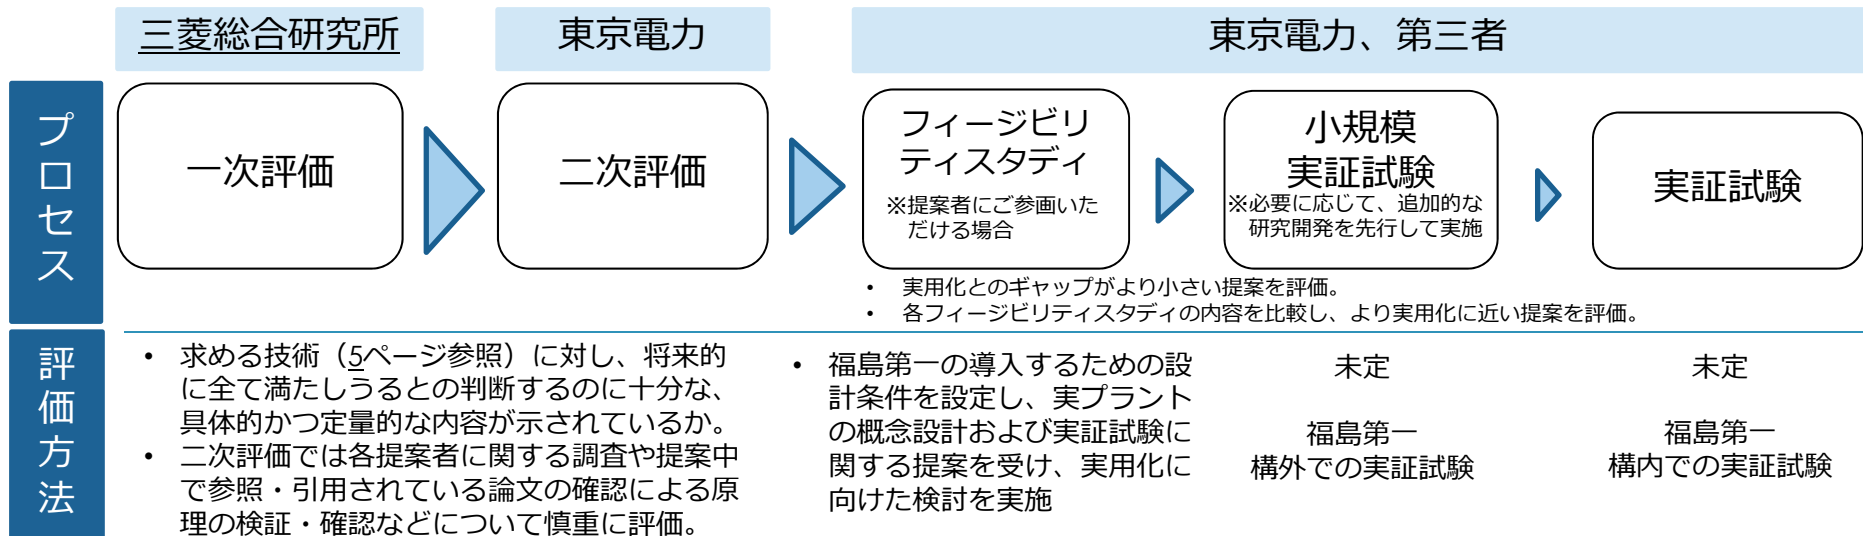 三菱総合研究所
東京電力
東京電力、第三者
プロセス
一次評価
二次評価
フィージビリ
ティスタディ
※提案者にご参画いた
だける場合
小規模
実証試験
※必要に応じて、追加的な
研究開発を先行して実施
実証試験
• 実用化とのギャップがより小さい提案を評価。
• 各フィージビリティスタディの内容を比較し、より実用化に近い提案を評価。
評価方法
• 求める技術（5ページ参照）に対し、将来的
に全て満たしうるとの判断するのに十分な、
具体的かつ定量的な内容が示されているか。
• 二次評価では各提案者に関する調査や提案中
で参照・引用されている論文の確認による原
理の検証・確認などについて慎重に評価。
• 福島第一の導入するための設
計条件を設定し、実プラント
の概念設計および実証試験に
関する提案を受け、実用化に
向けた検討を実施
未定
福島第一
構外での実証試験
未定
福島第一
構内での実証試験